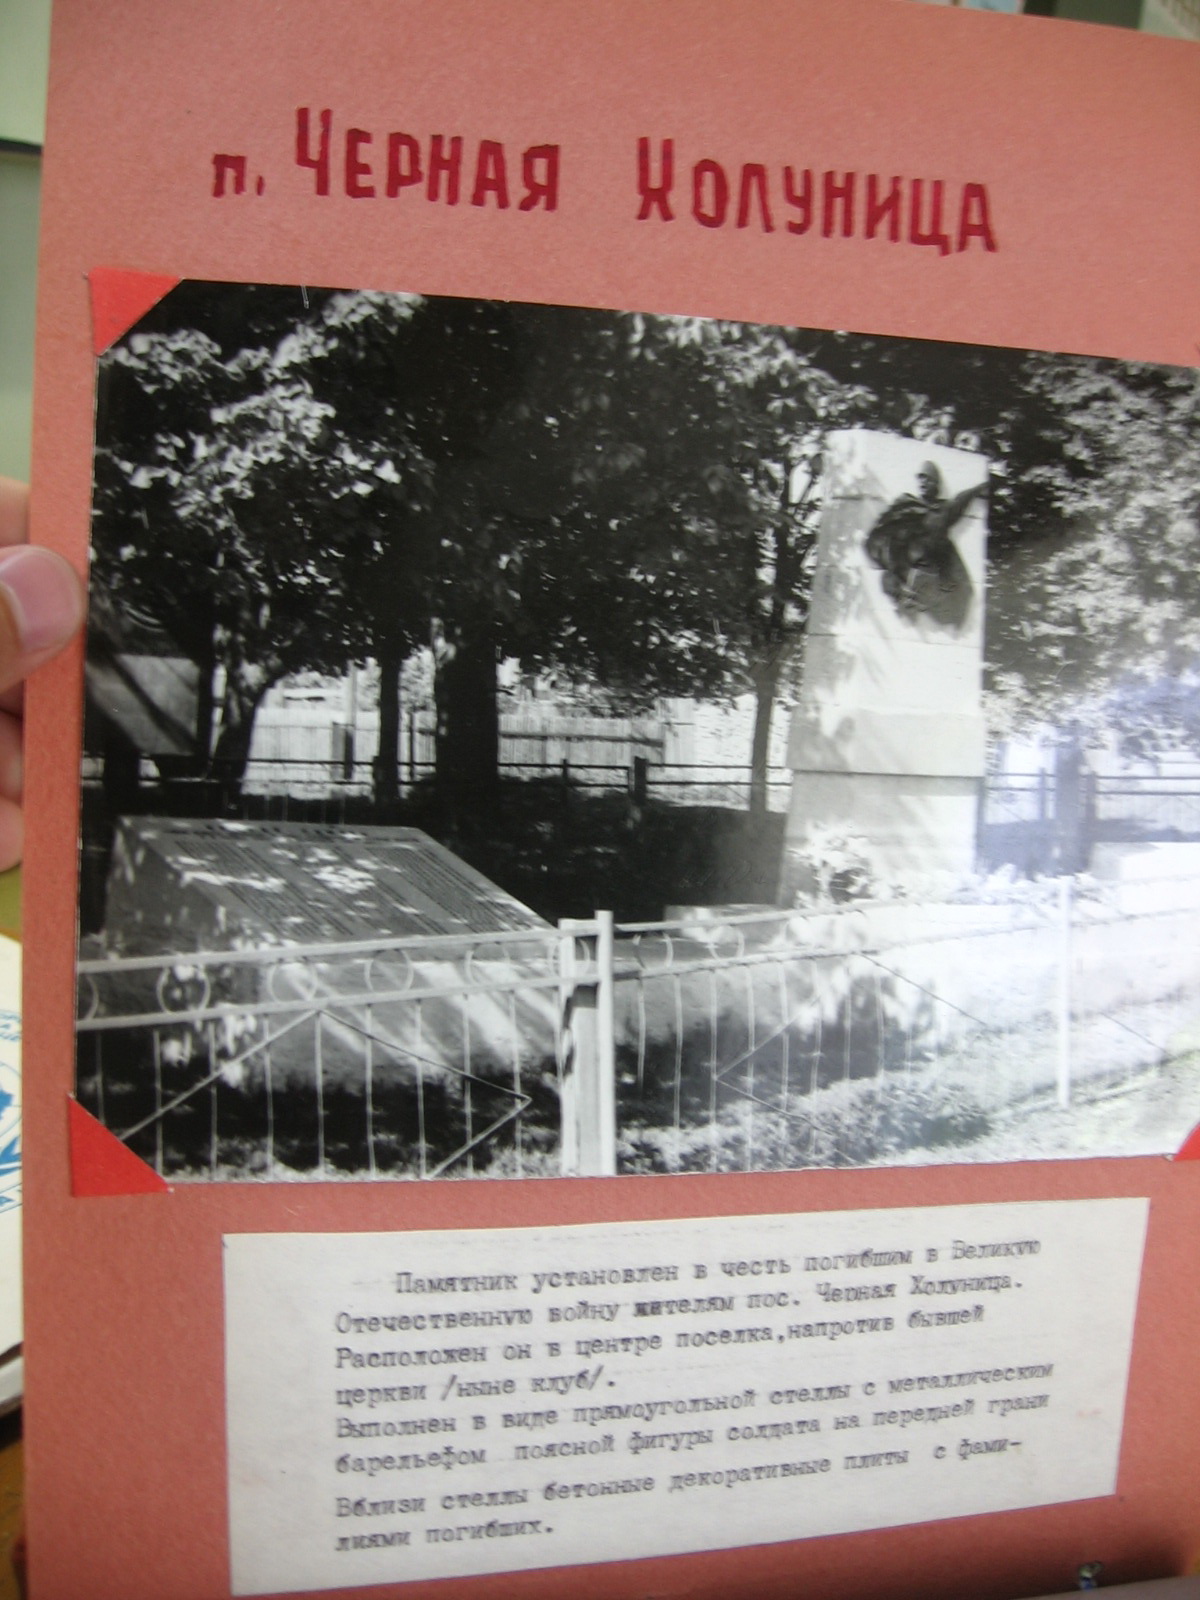 п. ЧЕРНАЯ ХОЛУНИЦА
Памятник установлен в честь погибшим в Великую
Отечественную войну жителям пос. Черная Холуница.
Расположен он в центре поселка,напротив бывшей
церкви /ныне клуб/.
Выполнен в виде прямоугольной стеллы с металлическим
барельефом поясной фигуры солдата на передней грани
Вблизи стеллы бетонные декоративные плиты с фами-
лиями погибших.